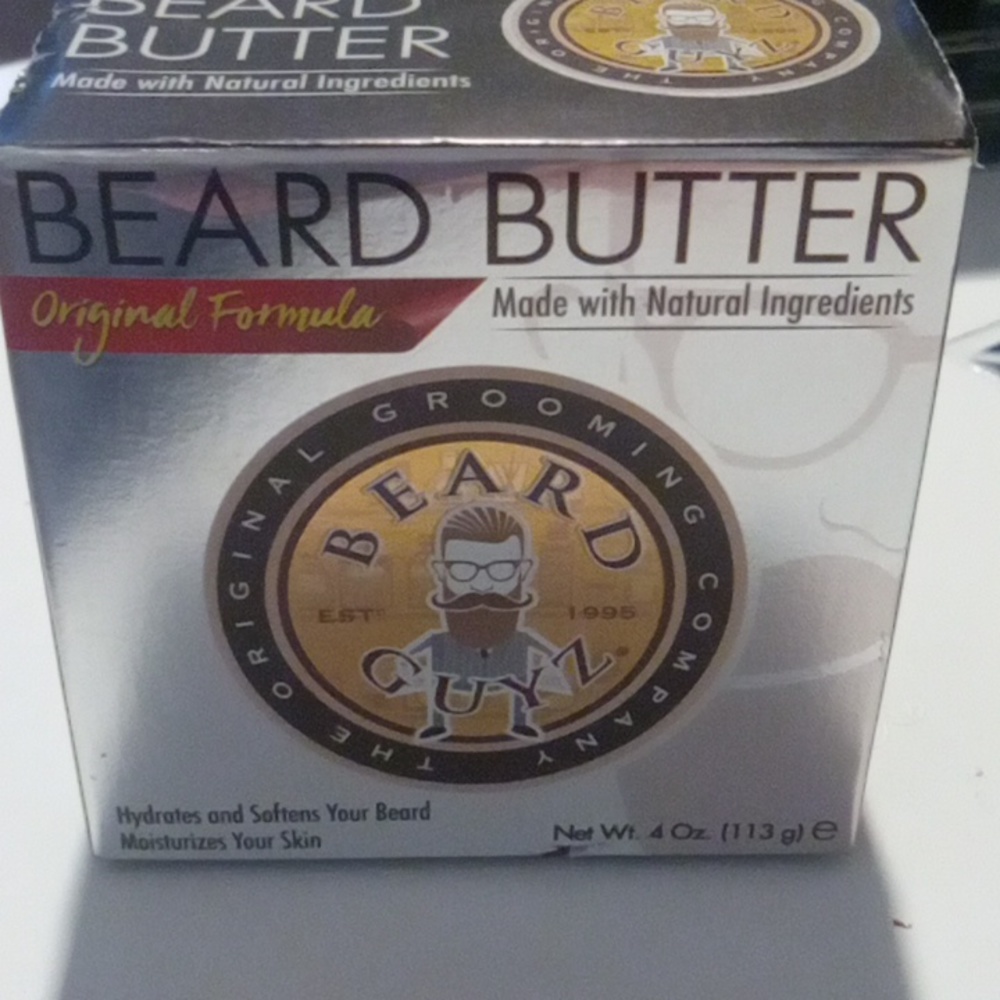 BEARD
BUTTER
Made with Natural Ingredients
BEARD BUTTER
Original Formula
Made with Natural Ingredients
THE ORIGINAL GROOMING COMPANY
BEARD
EST 1995
GUYZ®
Hydrates and Softens Your Beard
Moisturizes Your Skin
Net Wt. 4 Oz. (113 g) ℮